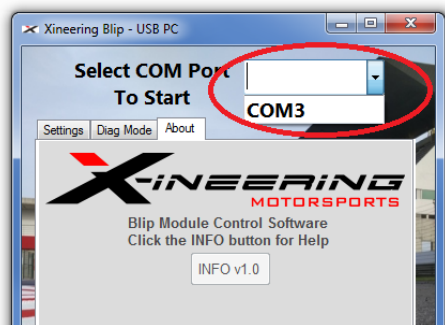 Xineering Blip - USB PC
Select COM Port
To Start
COM3
Settings Diag Mode About
X-INEERING
MOTORSPORTS
Blip Module Control Software
Click the INFO button for Help
INFO v1.0